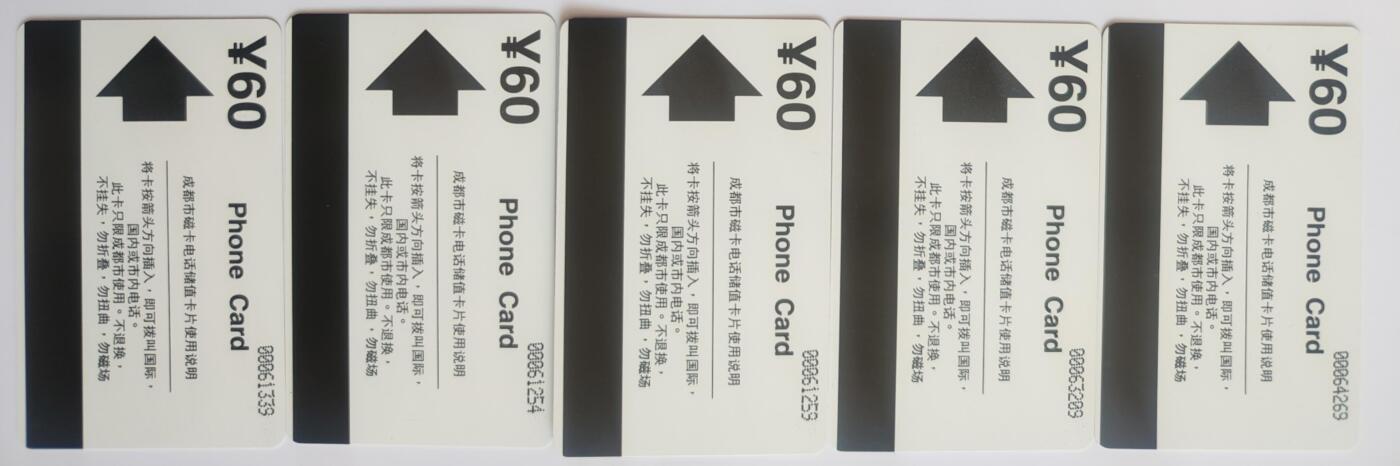 ¥60
Phone Card
00061339
成都市磁卡电话储值卡片使用说明
将卡按箭头方向插入，即可拨叫国际，
国内或市内电话。
此卡只限成都市使用。不退换，
不挂失，勿折叠，勿扭曲，勿磁场
¥60
Phone Card
00061254
成都市磁卡电话储值卡片使用说明
将卡按箭头方向插入，即可拨叫国际，
国内或市内电话。
此卡只限成都市使用。不退换，
不挂失，勿折叠，勿扭曲，勿磁场
¥60
Phone Card
00061259
成都市磁卡电话储值卡片使用说明
将卡按箭头方向插入，即可拨叫国际，
国内或市内电话。
此卡只限成都市使用。不退换，
不挂失，勿折叠，勿扭曲，勿磁场
¥60
Phone Card
00063209
成都市磁卡电话储值卡片使用说明
将卡按箭头方向插入，即可拨叫国际，
国内或市内电话。
此卡只限成都市使用。不退换，
不挂失，勿折叠，勿扭曲，勿磁场
¥60
Phone Card
00064269
成都市磁卡电话储值卡片使用说明
将卡按箭头方向插入，即可拨叫国际，
国内或市内电话。
此卡只限成都市使用。不退换，
不挂失，勿折叠，勿扭曲，勿磁场